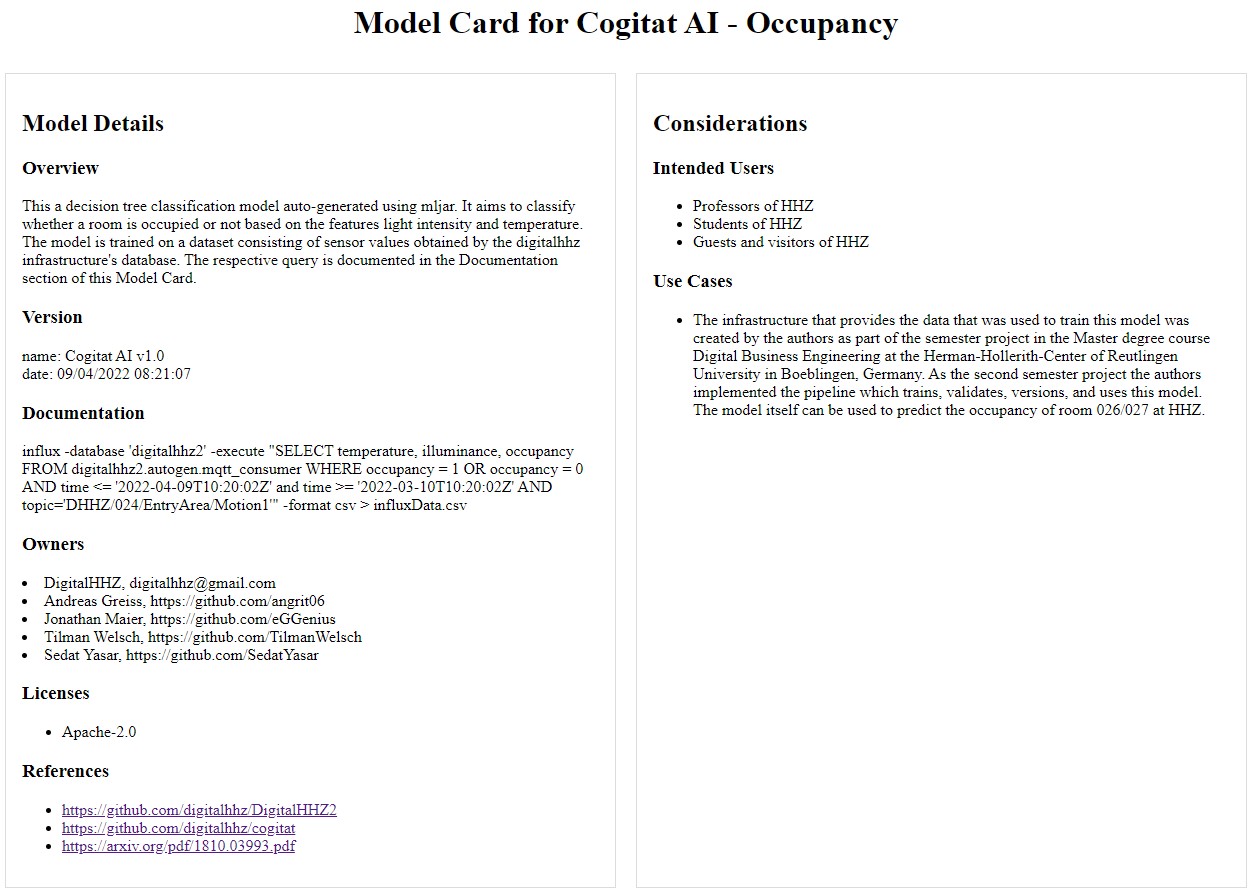 Model Card for Cogitat AI - Occupancy
Model Details
Overview
This a decision tree classification model auto-generated using mljar. It aims to classify
whether a room is occupied or not based on the features light intensity and temperature.
The model is trained on a dataset consisting of sensor values obtained by the digitalhhz
infrastructure's database. The respective query is documented in the Documentation
section of this Model Card.
Version
name: Cogitat AI v1.0
date: 09/04/2022 08:21:07
Documentation
influx -database 'digitalhhz2' -execute "SELECT temperature, illuminance, occupancy
FROM digitalhhz2.autogen.mqtt_consumer WHERE occupancy = 1 OR occupancy = 0
AND time <= '2022-04-09T10:20:02Z' and time >= '2022-03-10T10:20:02Z' AND
topic='DHHZ/024/EntryArea/Motion1'" -format csv > influxData.csv
Owners
• DigitalHHZ, digitalhhz@gmail.com
• Andreas Greiss, https://github.com/angrit06
• Jonathan Maier, https://github.com/eGGenius
• Tilman Welsch, https://github.com/TilmanWelsch
• Sedat Yasar, https://github.com/SedatYasar
Licenses
• Apache-2.0
References
• https://github.com/digitalhhz/DigitalHHZ2
• https://github.com/digitalhhz/cogitat
• https://arxiv.org/pdf/1810.03993.pdf
Considerations
Intended Users
• Professors of HHZ
• Students of HHZ
• Guests and visitors of HHZ
Use Cases
• The infrastructure that provides the data that was used to train this model was
created by the authors as part of the semester project in the Master degree course
Digital Business Engineering at the Herman-Hollerith-Center of Reutlingen
University in Boeblingen, Germany. As the second semester project the authors
implemented the pipeline which trains, validates, versions, and uses this model.
The model itself can be used to predict the occupancy of room 026/027 at HHZ.